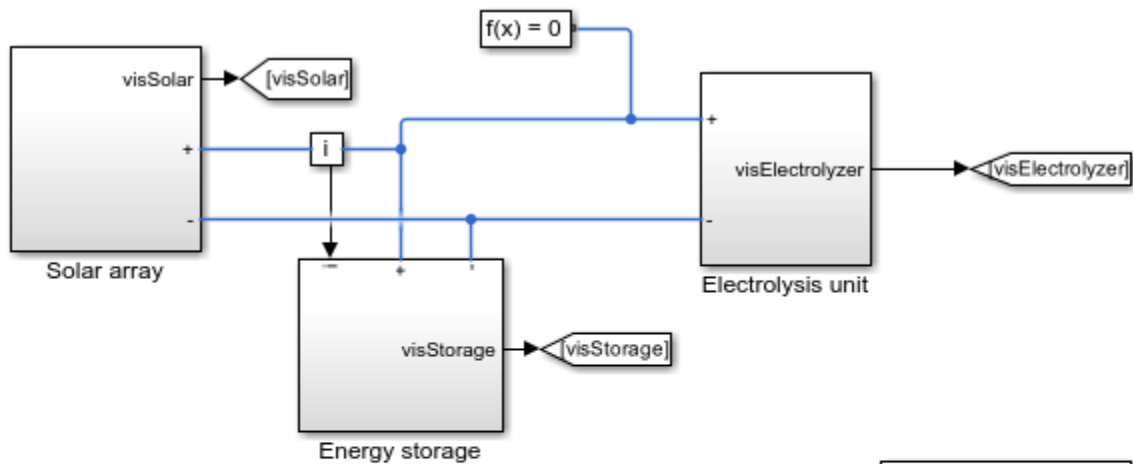 f(x) = 0
visSolar
[visSolar]
+
i
+
visElectrolyzer
[visElectrolyzer]
-
-
Solar array
+
-
Electrolysis unit
visStorage
[visStorage]
Energy storage